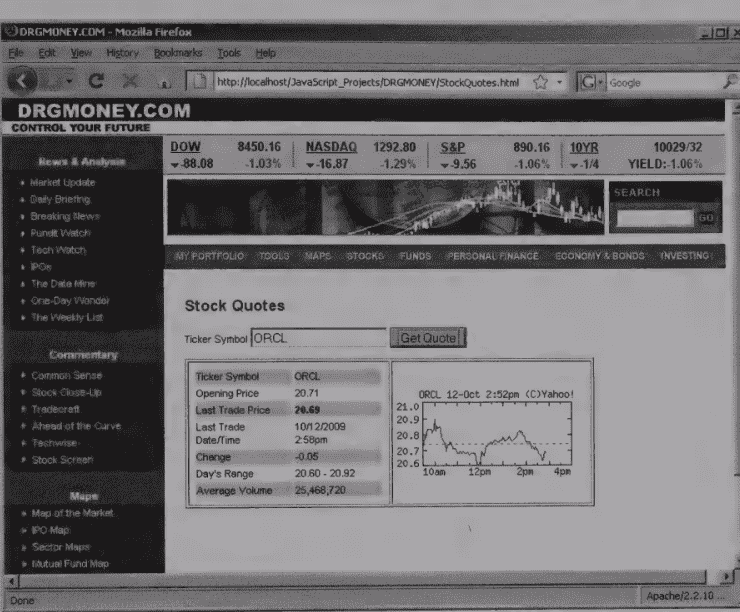 DRGMONEY.COM - Mozilla Firefox
File Edit View History Bookmarks Tools Help
http://localhost/JavaScript_Projects/DRGMONEY/StockQuotes.html
Google
DRGMONEY.COM
CONTROL YOUR FUTURE
DOW 8450.16 NASDAQ 1292.80 S&P 890.16 10YR 10029/32
-88.08 -1.03% -16.87 -1.29% -9.56 -1.06% -1/4 YIELD:-1.06%
SEARCH
GO
MY PORTFOLIO TOOLS MAPS STOCKS FUNDS PERSONAL FINANCE ECONOMY & BONDS INVESTING
News & Analysis
Market Update
Daily Briefing
Breaking News
Pundit Watch
Tech Watch
IPOs
The Data Mine
One-Day Wonder
The Weekly List
Commentary
Common Sense
Stock Close-Up
Tradecraft
Ahead of the Curve
Techwise
Stock Screen
Maps
Map of the Market
IPO Map
Sector Maps
Mutual Fund Map
Stock Quotes
Ticker Symbol ORCL Get Quote
Ticker Symbol ORCL
Opening Price 20.71
Last Trade Price 20.69
Last Trade 10/12/2009
Date/Time 2:58pm
Change -0.05
Day's Range 20.60 - 20.92
Average Volume 25,468,720
ORCL 12-Oct 2:52pm (C)Yahoo!
21.0
20.9
20.8
20.7
20.6
10am 12pm 2pm 4pm
Done
Apache/2.2.10 ...